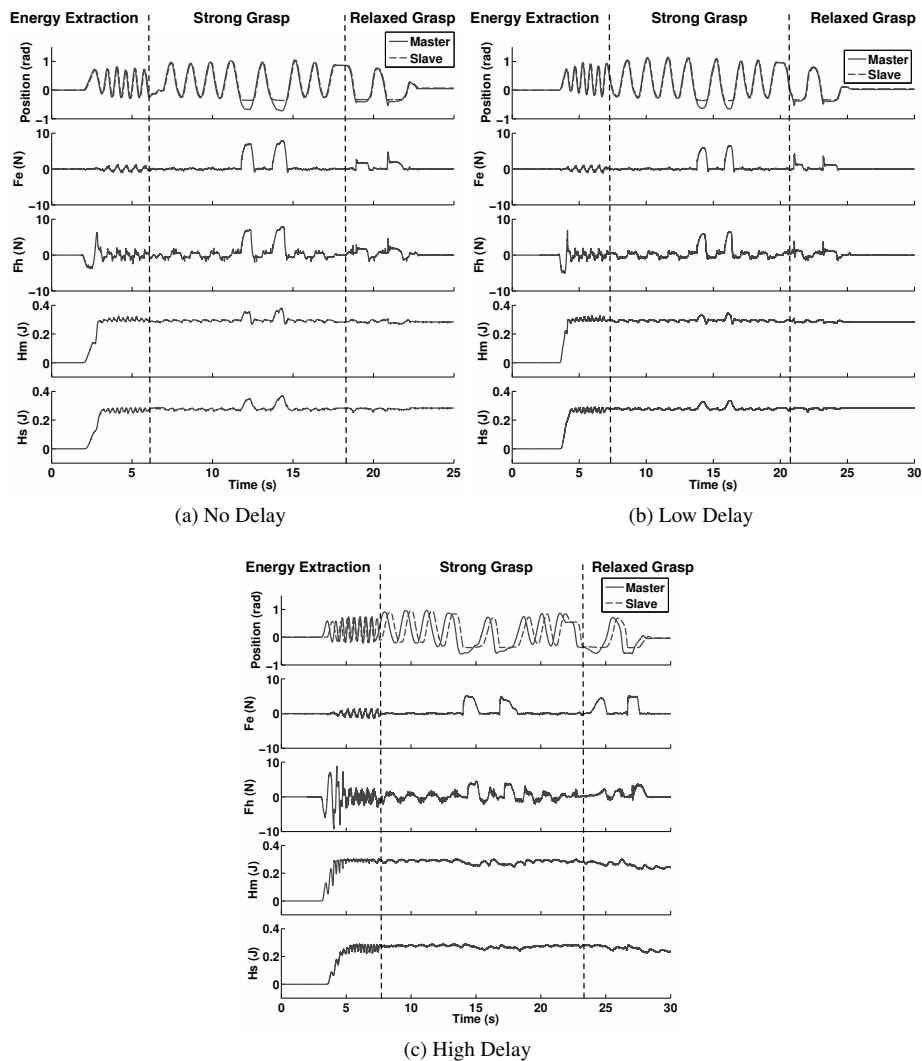 Energy Extraction Strong Grasp Relaxed Grasp
Master
Slave
Position (rad)
1
0
−1
Fe (N)
10
0
−10
Fh (N)
10
0
−10
Hm (J)
0.4
0.2
0
Hs (J)
0.4
0.2
0
0 5 10 15 20 25
Time (s)
(a) No Delay
Energy Extraction Strong Grasp Relaxed Grasp
Master
Slave
Position (rad)
1
0
−1
Fe (N)
10
0
−10
Fh (N)
10
0
−10
Hm (J)
0.4
0.2
0
Hs (J)
0.4
0.2
0
0 5 10 15 20 25 30
Time (s)
(b) Low Delay
Energy Extraction Strong Grasp Relaxed Grasp
Master
Slave
Position (rad)
1
0
−1
Fe (N)
10
0
−10
Fh (N)
10
0
−10
Hm (J)
0.4
0.2
0
Hs (J)
0.4
0.2
0
0 5 10 15 20 25 30
Time (s)
(c) High Delay